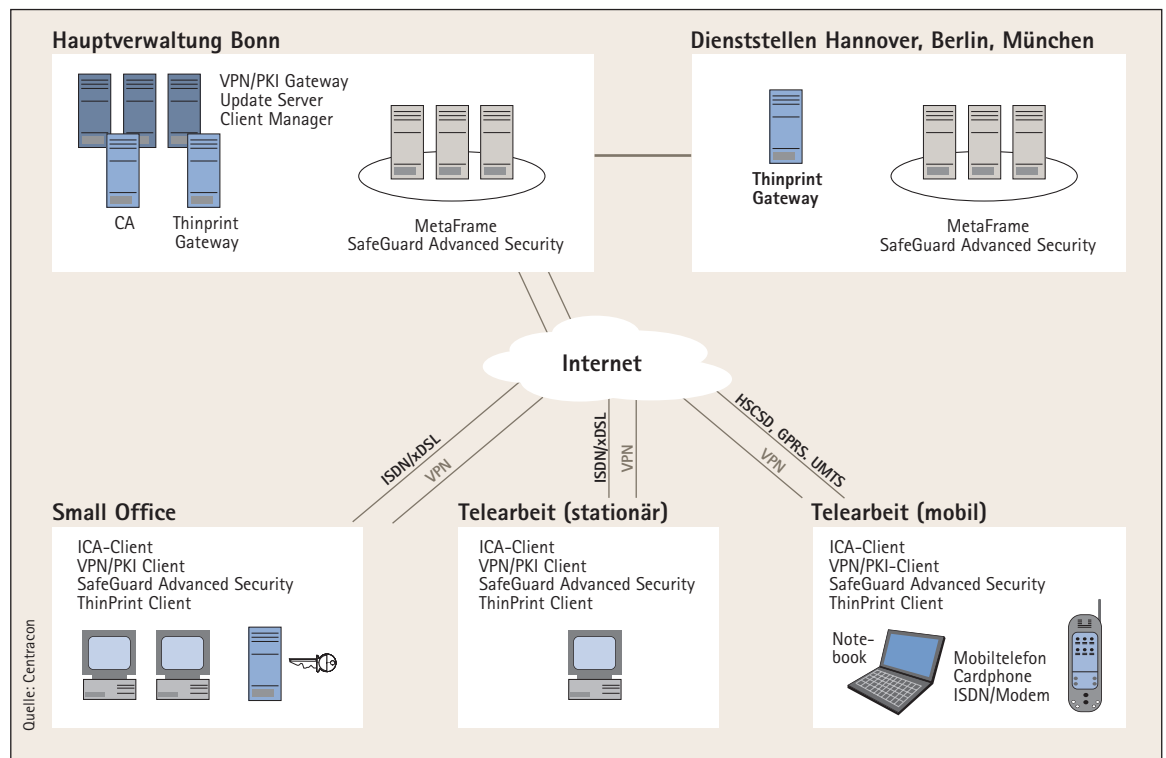 Hauptverwaltung Bonn
VPN/PKI Gateway
Update Server
Client Manager
CA
Thinprint
Gateway
MetaFrame
SafeGuard Advanced Security
Dienststellen Hannover, Berlin, München
Thinprint
Gateway
MetaFrame
SafeGuard Advanced Security
Internet
ISDN/xDSL
VPN
ISDN/xDSL
VPN
HSCSD, GPRS. UMTS
VPN
Small Office
ICA-Client
VPN/PKI Client
SafeGuard Advanced Security
ThinPrint Client
Telearbeit (stationär)
ICA-Client
VPN/PKI Client
SafeGuard Advanced Security
ThinPrint Client
Telearbeit (mobil)
ICA-Client
VPN/PKI-Client
SafeGuard Advanced Security
ThinPrint Client
Note-
book
Mobiltelefon
Cardphone
ISDN/Modem
Quelle: Centracon